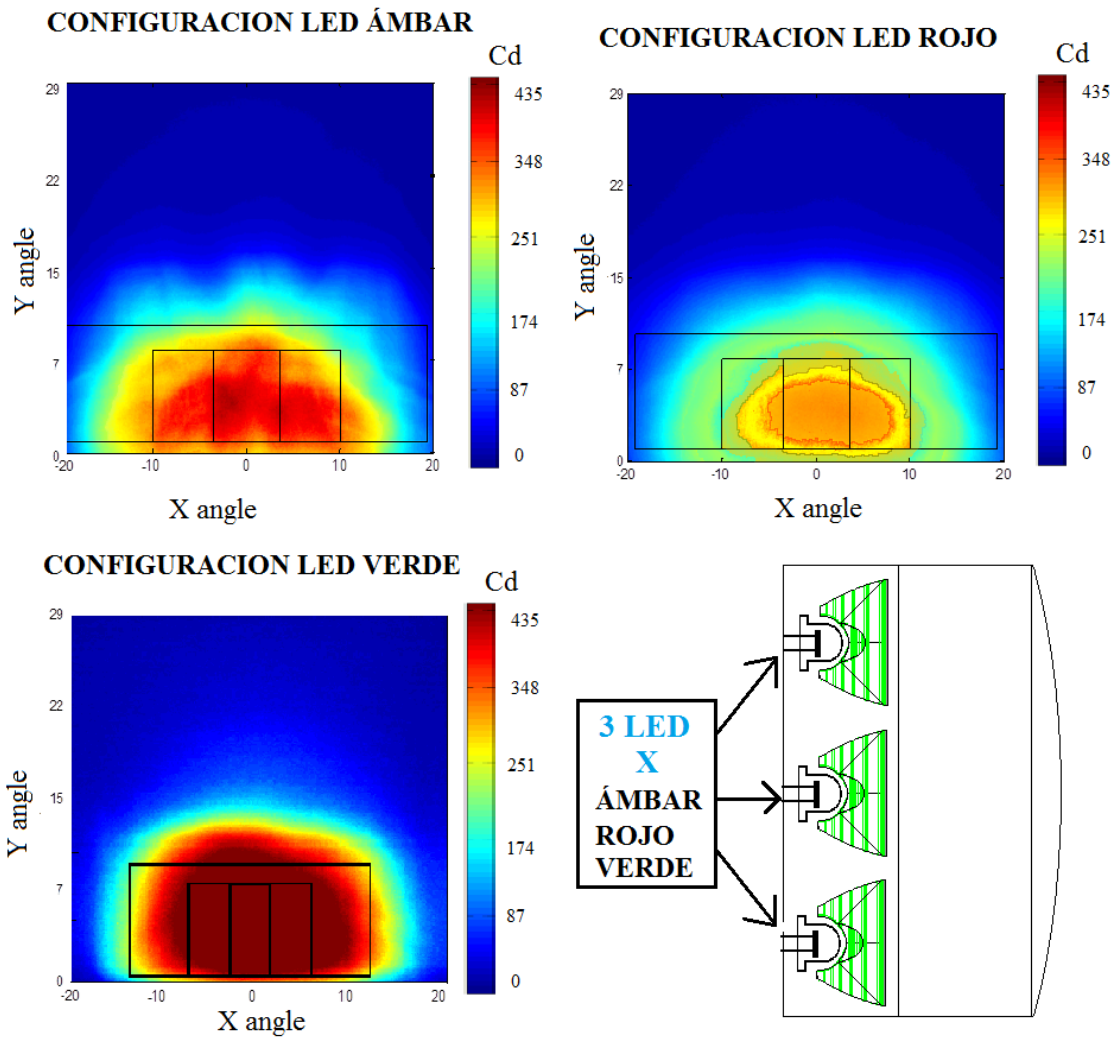 CONFIGURACION LED ÁMBAR
Cd
29
22
15
7
0
-20
-10
0
10
20
Y angle
X angle
435
348
251
174
87
0
CONFIGURACION LED ROJO
Cd
29
22
15
7
0
-20
-10
0
10
20
Y angle
X angle
435
348
251
174
87
0
CONFIGURACION LED VERDE
Cd
29
22
15
7
0
-20
-10
0
10
20
Y angle
X angle
435
348
251
174
87
0
3 LED
X
ÁMBAR
ROJO
VERDE